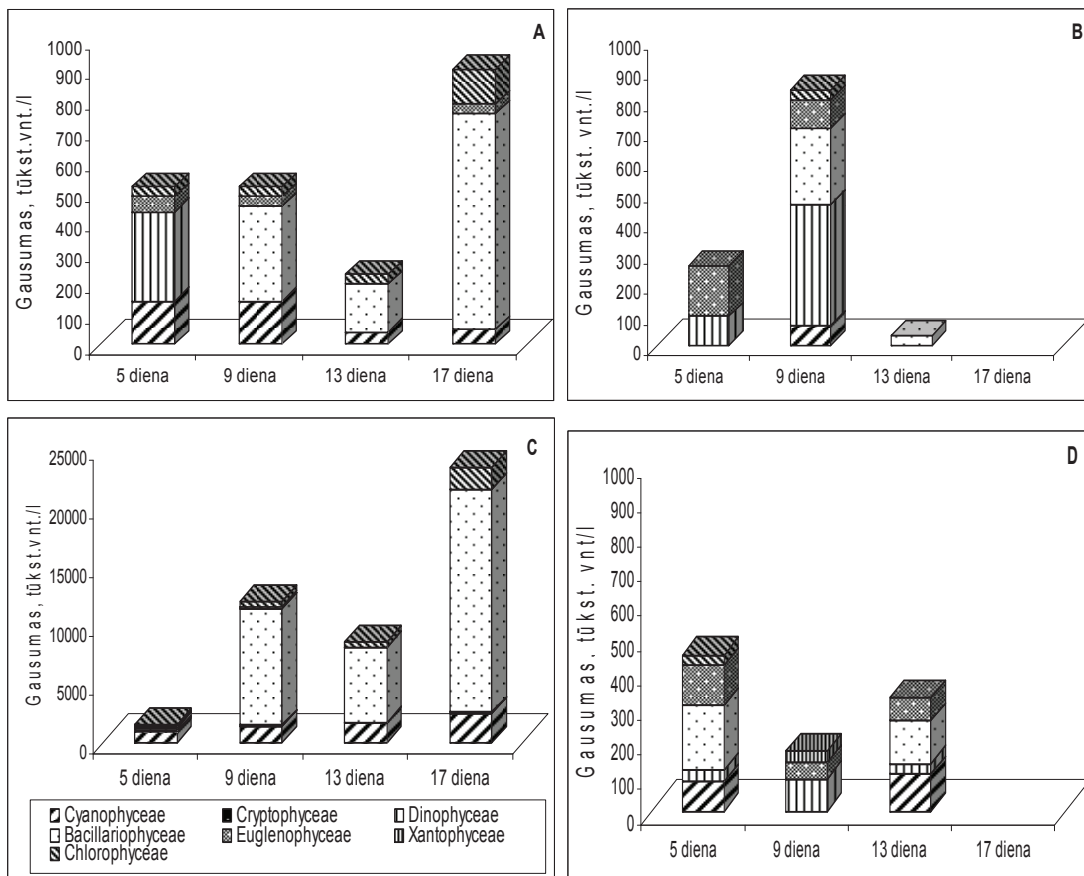 A
Gausumas, tūkst.vnt./l
1000
900
800
700
600
500
400
300
200
100
0
5 diena 9 diena 13 diena 17 diena
B
Gausumas, tūkst. vnt./l
1000
900
800
700
600
500
400
300
200
100
0
5 diena 9 diena 13 diena 17 diena
C
Gausumas, tūkst.vnt./l
25000
20000
15000
10000
5000
0
5 diena 9 diena 13 diena 17 diena
Cyanophyceae Cryptophyceae Dinophyceae
Bacillariophyceae Euglenophyceae Xantophyceae
Chlorophyceae
D
Gausumas, tūkst. vnt/l
1000
900
800
700
600
500
400
300
200
100
0
5 diena 9 diena 13 diena 17 diena